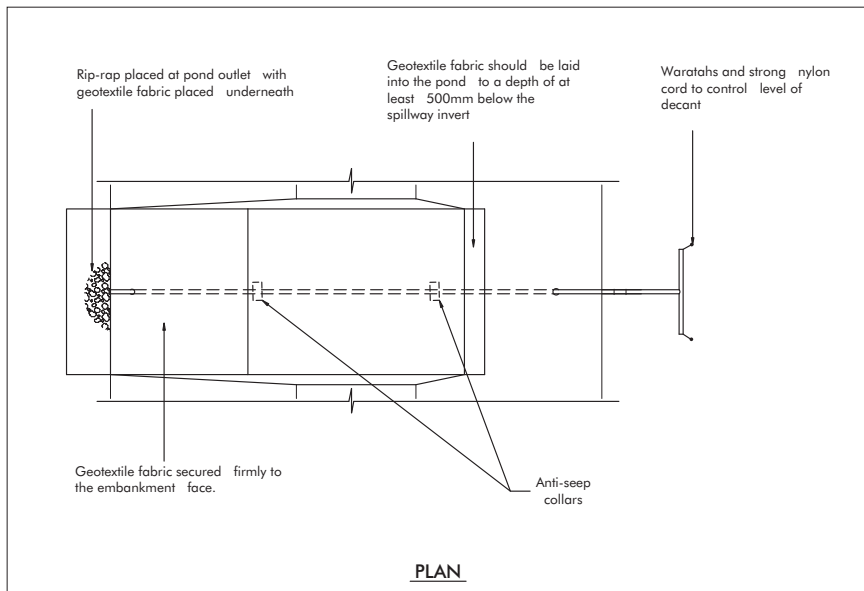 Rip-rap placed at pond outlet with
geotextile fabric placed underneath
Geotextile fabric should be laid
into the pond to a depth of at
least 500mm below the
spillway invert
Waratahs and strong nylon
cord to control level of
decant
Geotextile fabric secured firmly to
the embankment face.
Anti-seep
collars
PLAN